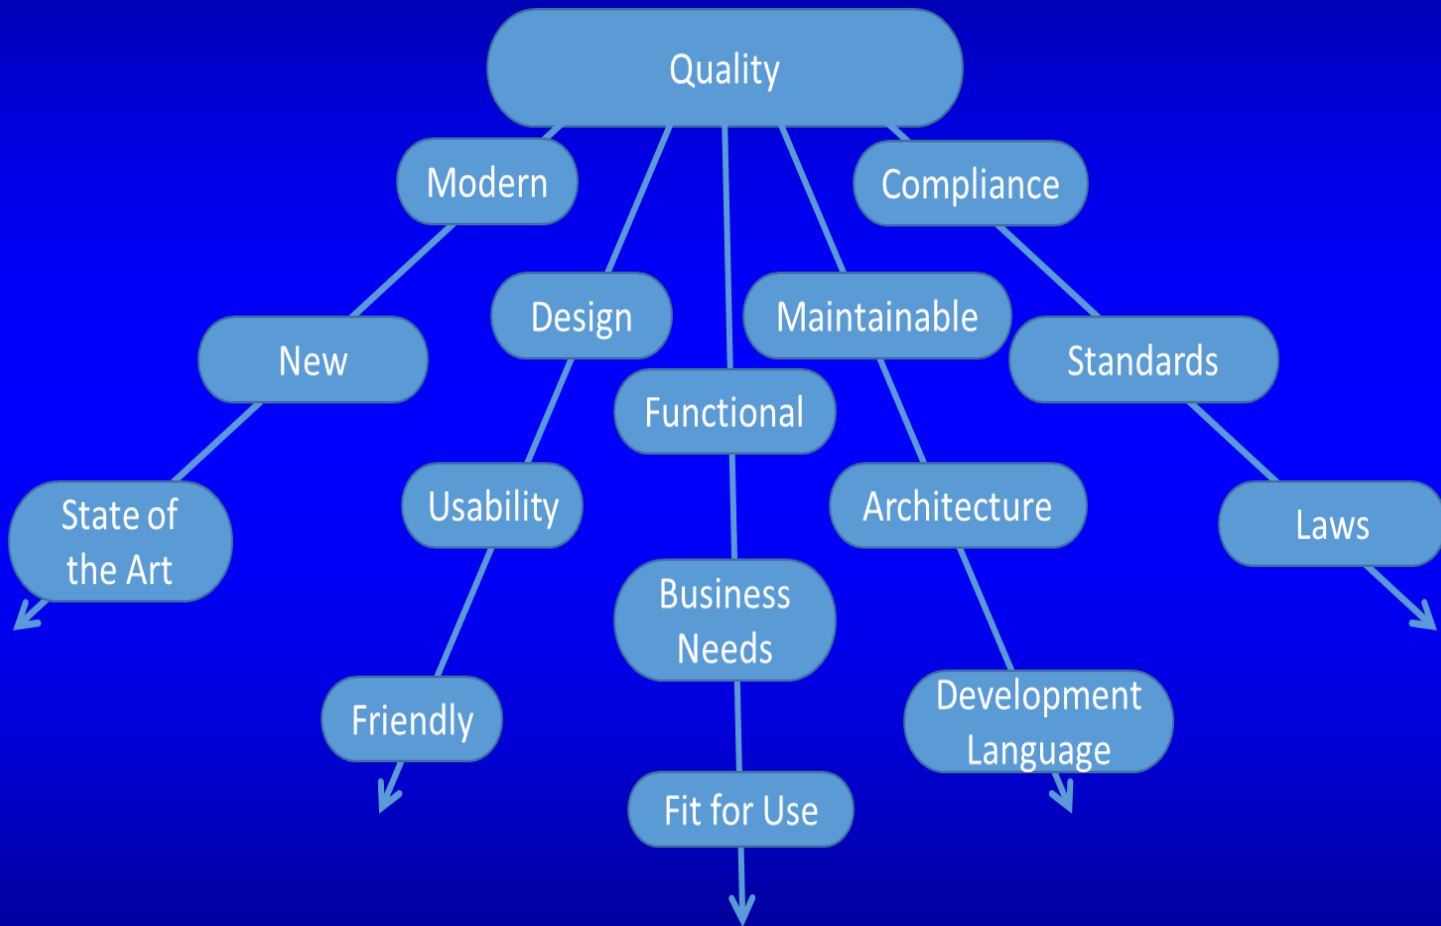 Quality
Modern
Compliance
Design
Maintainable
New
Standards
Functional
Usability
Architecture
State of
the Art
Laws
Business
Needs
Friendly
Development
Language
Fit for Use